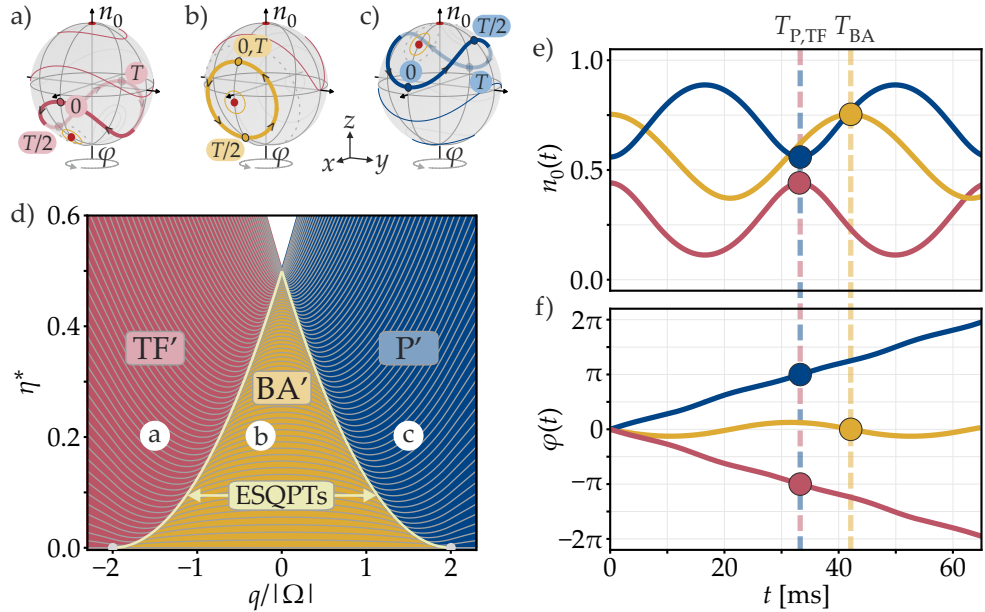 a)
n₀
T
0
T/2
φ
b)
n₀
0,T
T/2
z
x
y
c)
n₀
T/2
0
T
φ
d)
0.6
0.4
0.2
0.0
η*
TF′
P′
BA′
a
b
c
ESQPTs
−2
−1
0
1
2
q/|Ω|
T_P,TF
T_BA
e)
1.0
0.5
0.0
n₀(t)
f)
2π
π
0
−π
−2π
φ(t)
0
20
40
60
t [ms]